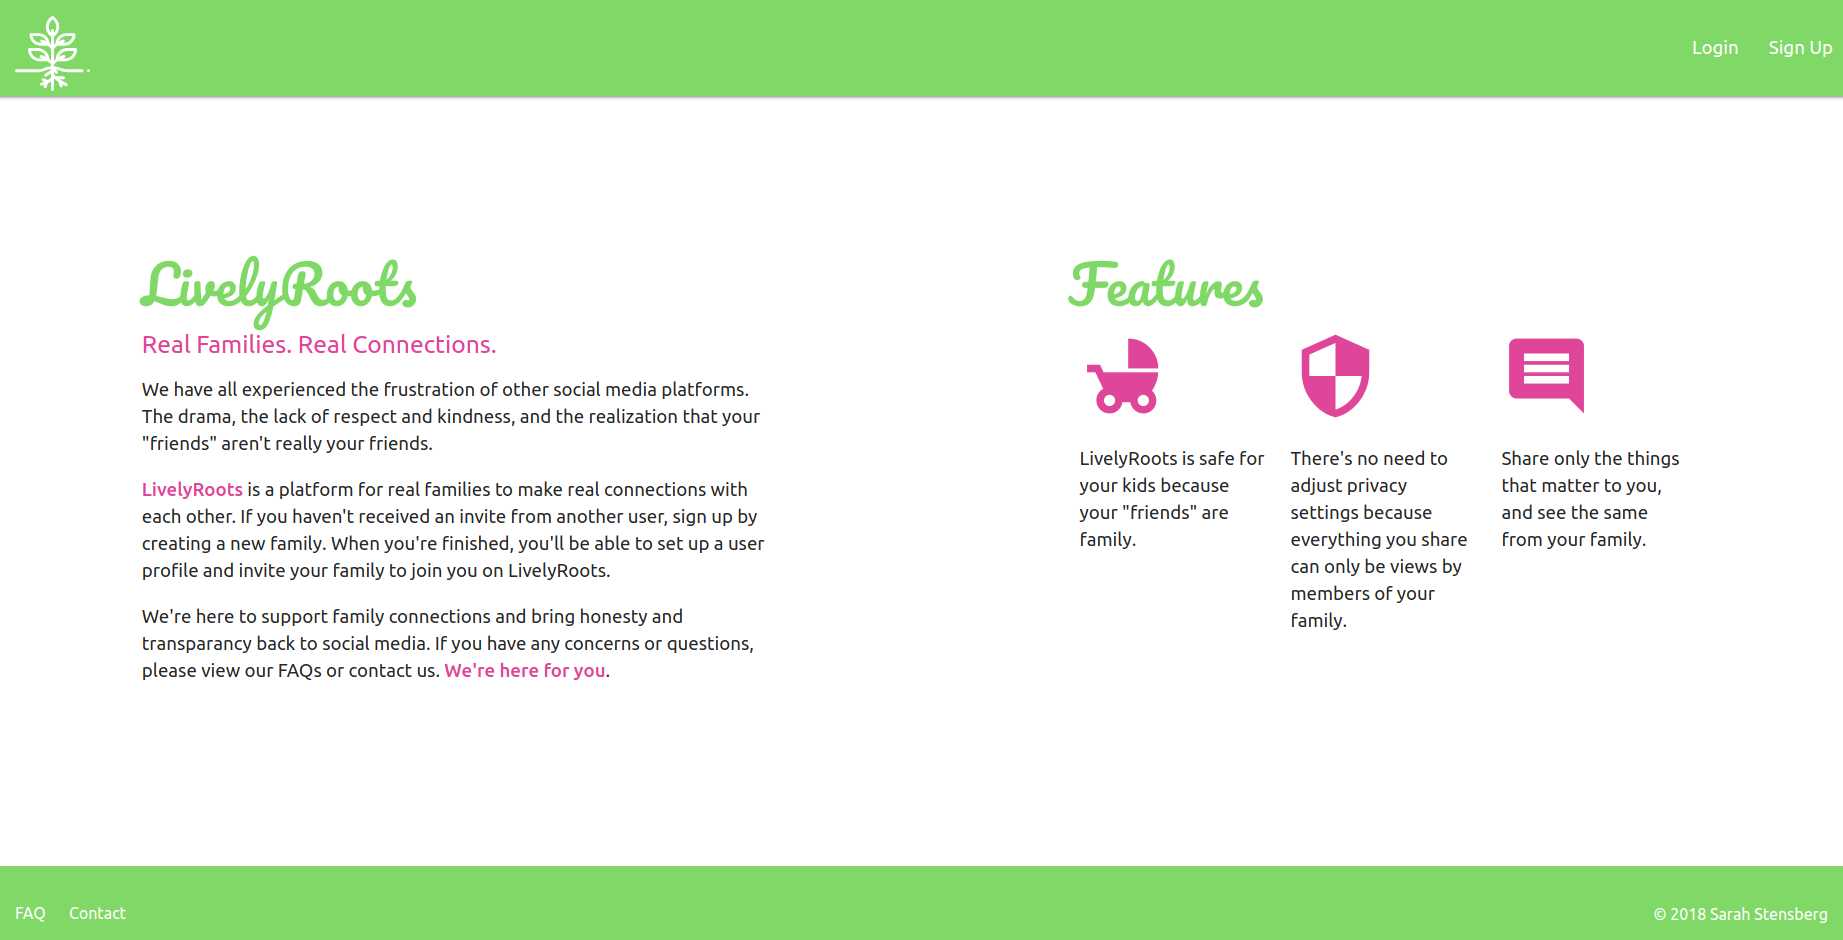 Login Sign Up
LivelyRoots
Real Families. Real Connections.
We have all experienced the frustration of other social media platforms.
The drama, the lack of respect and kindness, and the realization that your
"friends" aren't really your friends.
LivelyRoots is a platform for real families to make real connections with
each other. If you haven't received an invite from another user, sign up by
creating a new family. When you're finished, you'll be able to set up a user
profile and invite your family to join you on LivelyRoots.
We're here to support family connections and bring honesty and
transparancy back to social media. If you have any concerns or questions,
please view our FAQs or contact us. We're here for you.
Features
LivelyRoots is safe for
your kids because
your "friends" are
family.
There's no need to
adjust privacy
settings because
everything you share
can only be views by
members of your
family.
Share only the things
that matter to you,
and see the same
from your family.
FAQ Contact
© 2018 Sarah Stensberg